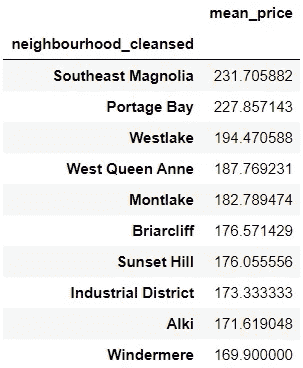 mean_price
neighbourhood_cleansed
Southeast Magnolia 231.705882
Portage Bay 227.857143
Westlake 194.470588
West Queen Anne 187.769231
Montlake 182.789474
Briarcliff 176.571429
Sunset Hill 176.055556
Industrial District 173.333333
Alki 171.619048
Windermere 169.900000